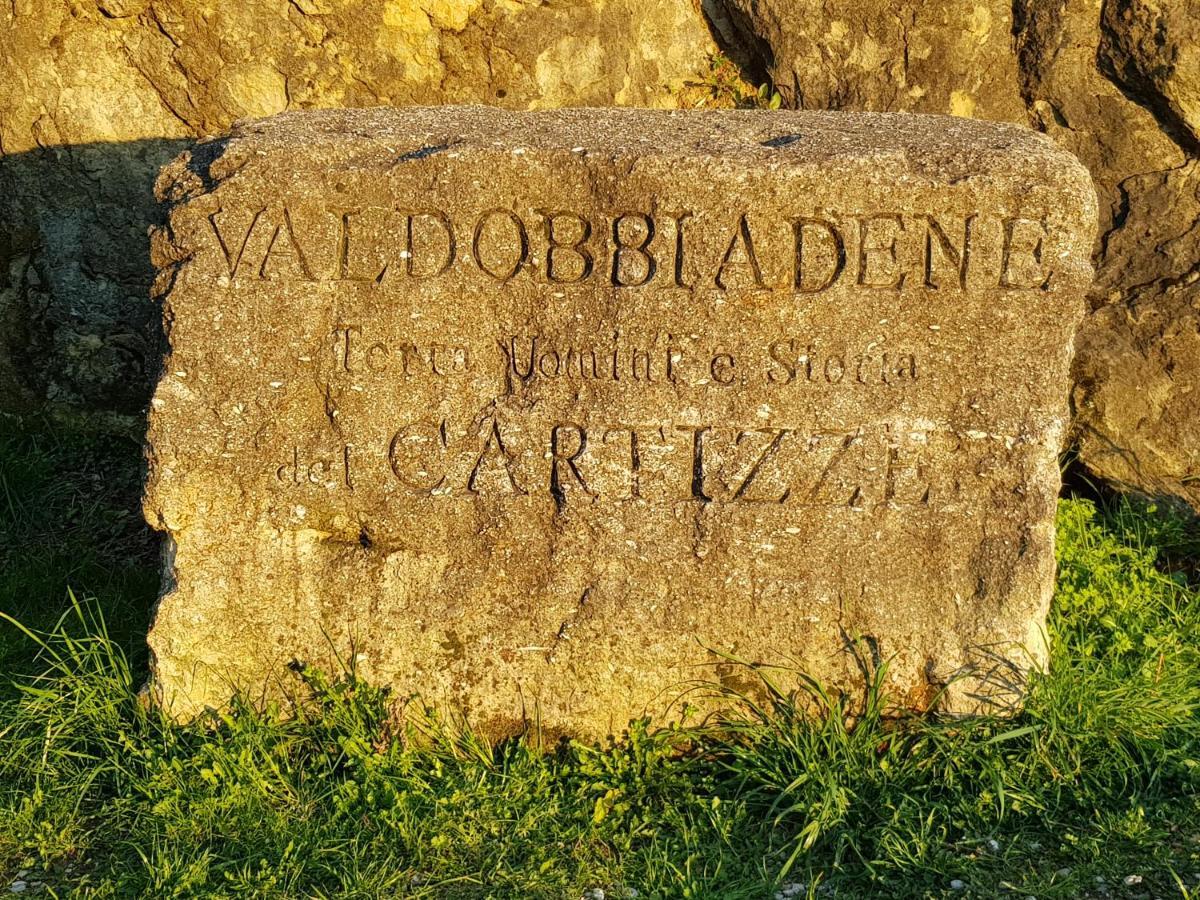 VALDOBBIADENE
Terra Uomini e Storia
del CARTIZZE